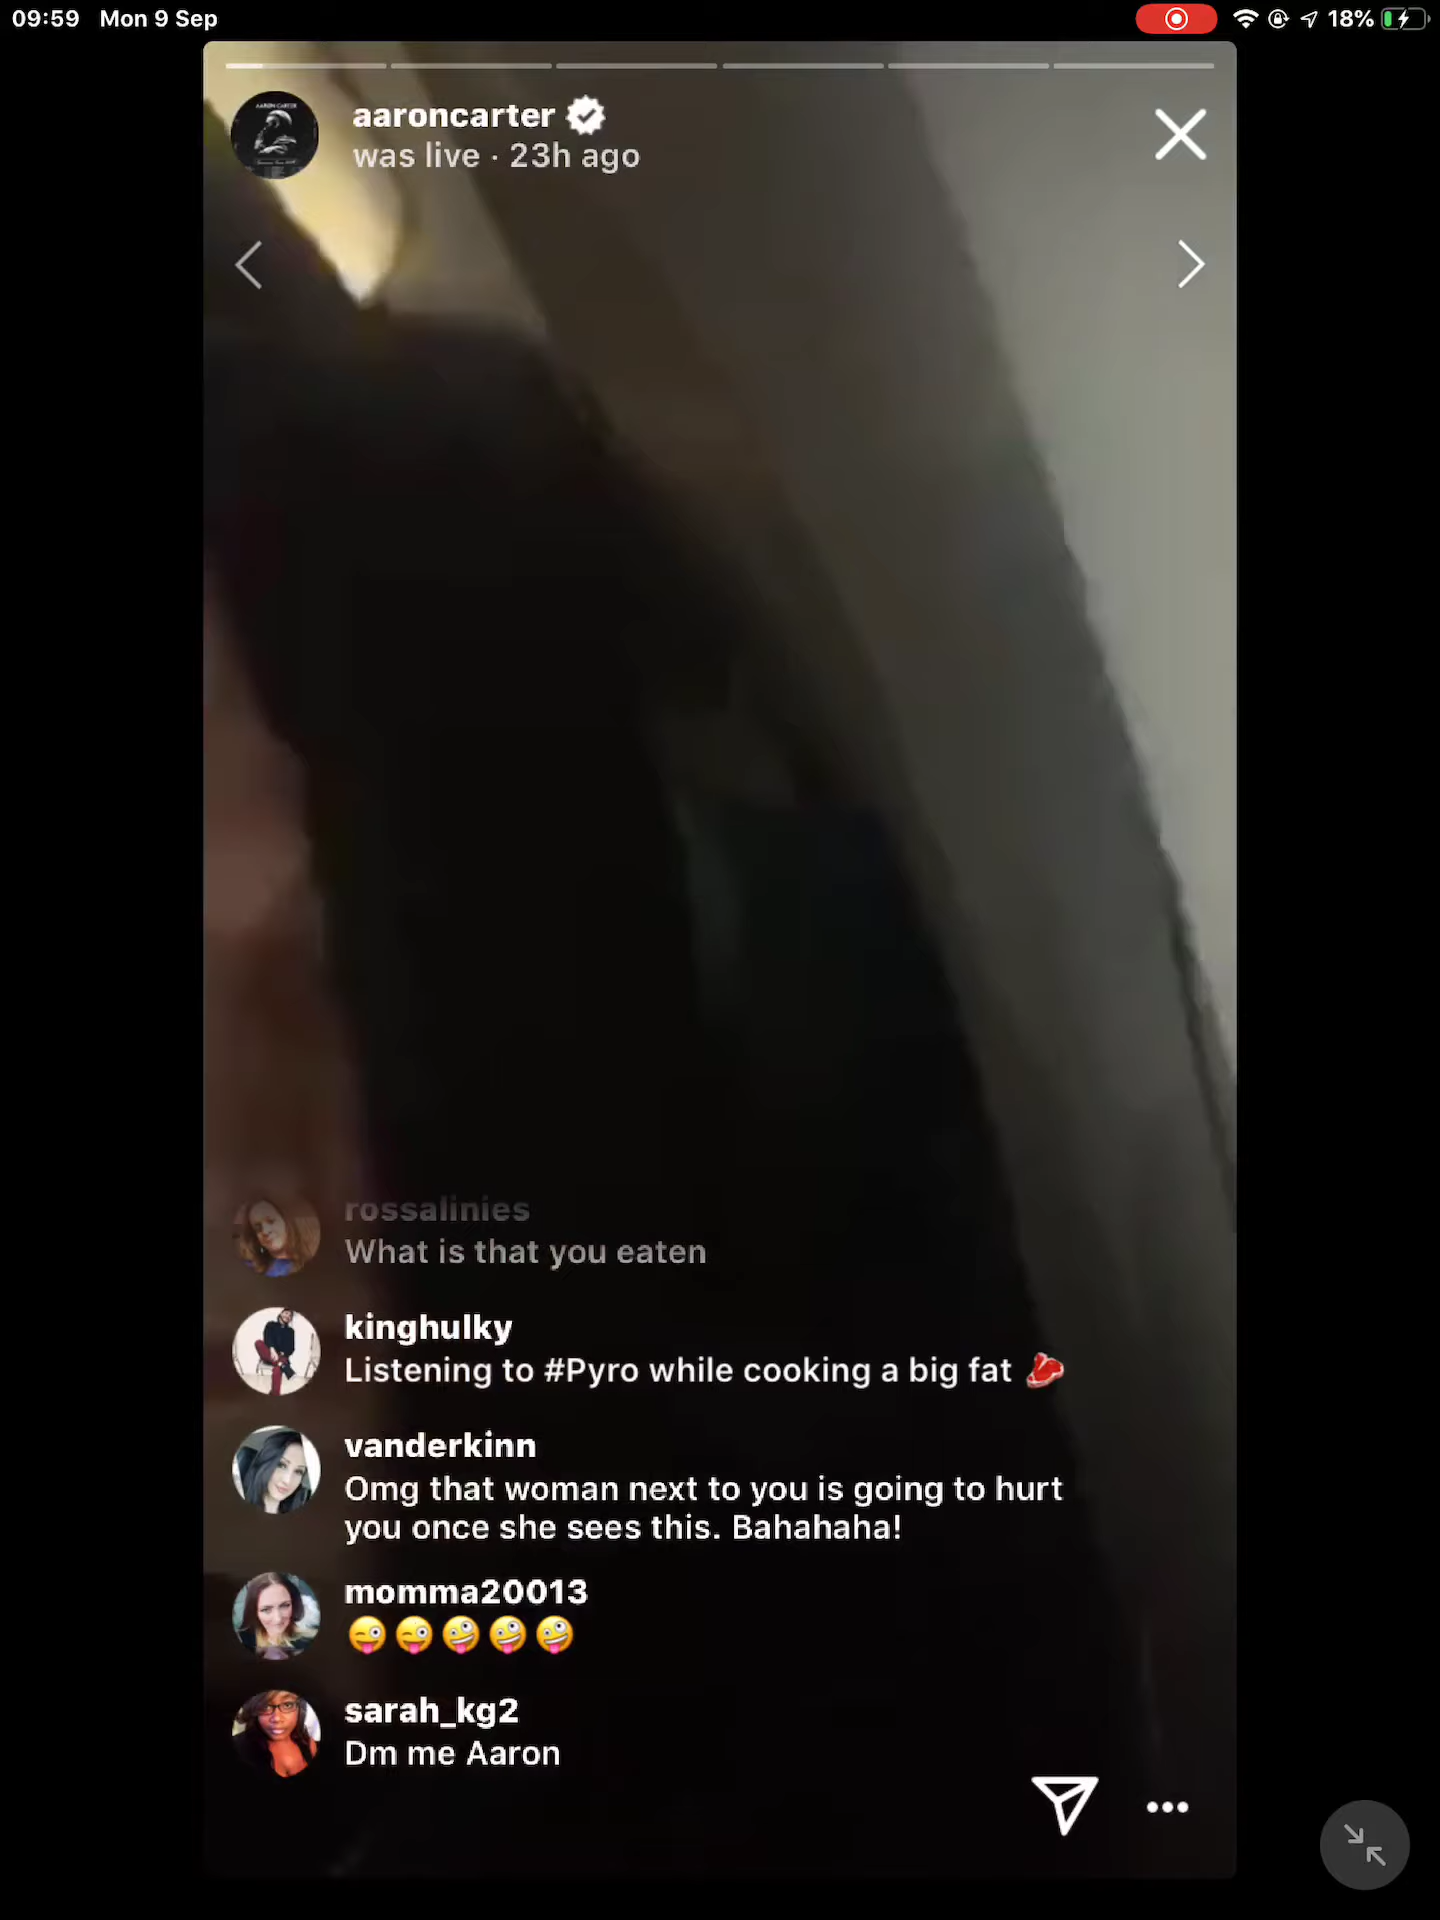 09:59 Mon 9 Sep
18%
AARON CARTER
aaroncarter
was live · 23h ago
rossalinies
What is that you eaten
kinghulky
Listening to #Pyro while cooking a big fat 🥩
vanderkinn
Omg that woman next to you is going to hurt
you once she sees this. Bahahaha!
momma20013
😜😜🤪🤪🤪
sarah_kg2
Dm me Aaron